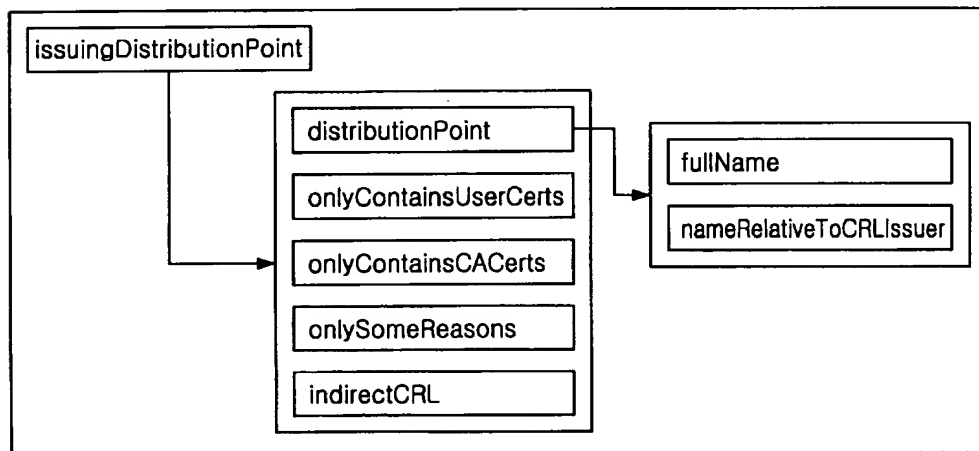 issuingDistributionPoint
distributionPoint
onlyContainsUserCerts
onlyContainsCACerts
onlySomeReasons
indirectCRL
fullName
nameRelativeToCRLIssuer